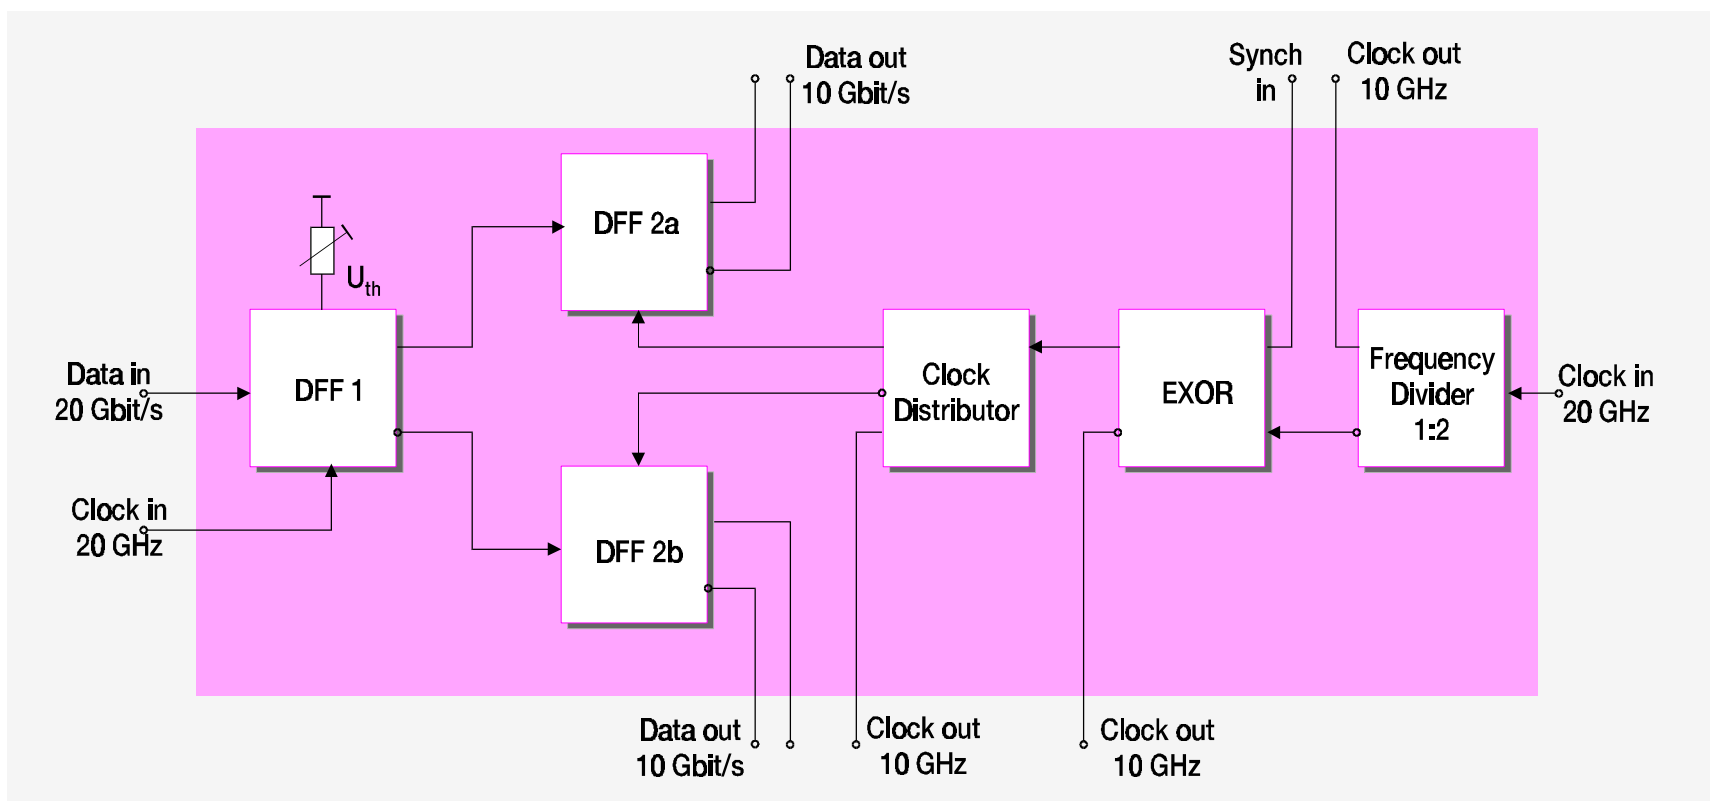 Data out
10 Gbit/s
Synch
in
Clock out
10 GHz
DFF 2a
Uth
Data in
20 Gbit/s
DFF 1
Clock
Distributor
EXOR
Frequency
Divider
1:2
Clock in
20 GHz
Clock in
20 GHz
DFF 2b
Data out
10 Gbit/s
Clock out
10 GHz
Clock out
10 GHz